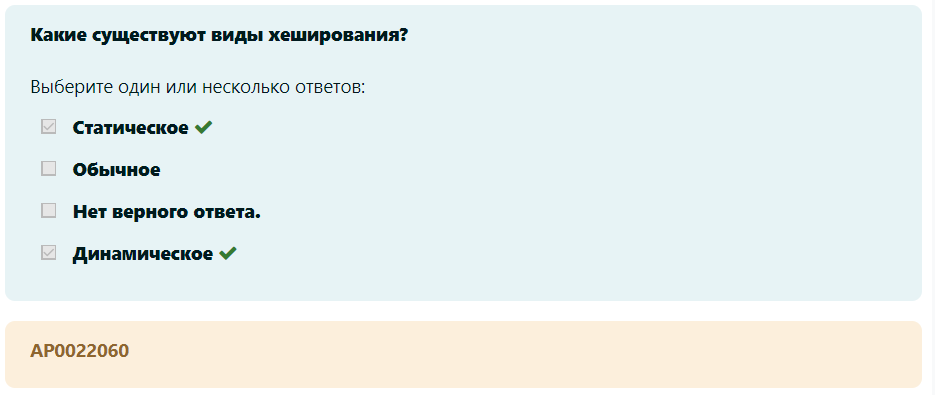 Какие существуют виды хеширования?
Выберите один или несколько ответов:
Статическое
Обычное
Нет верного ответа.
Динамическое
AP0022060